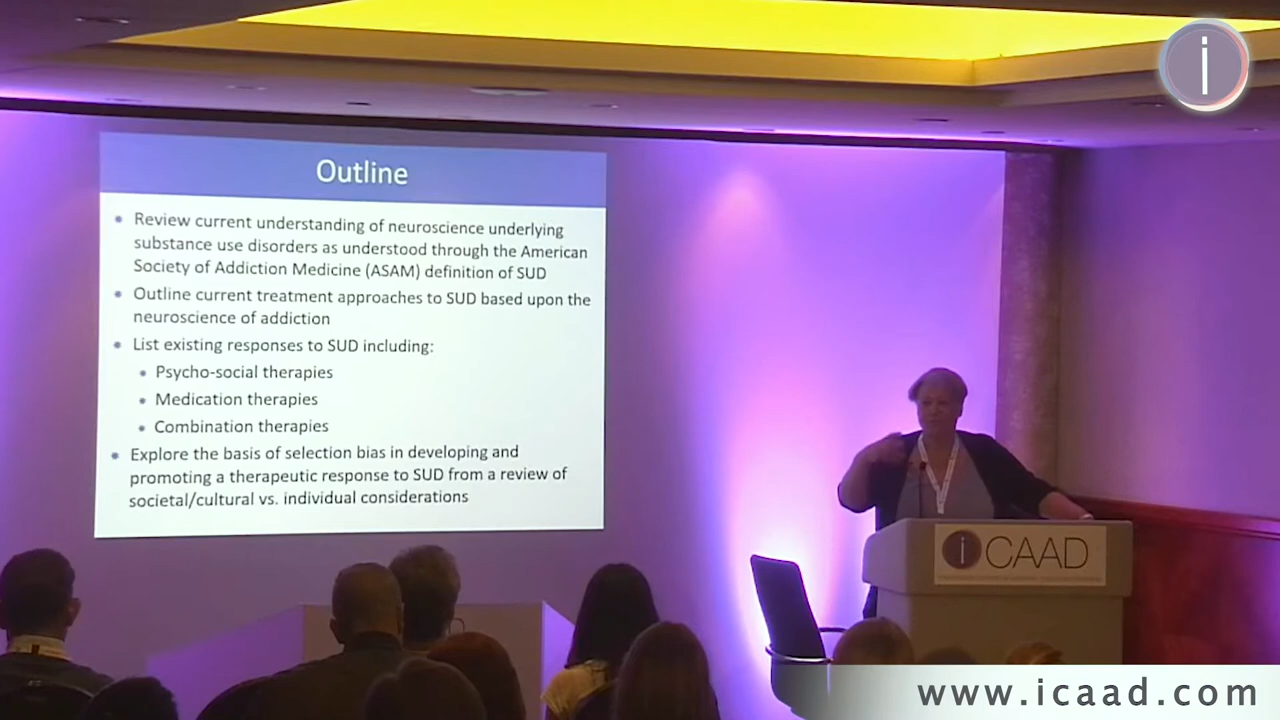 i
Outline
• Review current understanding of neuroscience underlying
substance use disorders as understood through the American
Society of Addiction Medicine (ASAM) definition of SUD
• Outline current treatment approaches to SUD based upon the
neuroscience of addiction
• List existing responses to SUD including:
• Psycho-social therapies
• Medication therapies
• Combination therapies
• Explore the basis of selection bias in developing and
promoting a therapeutic response to SUD from a review of
societal/cultural vs. individual considerations
iCAAD
www.icaad.com